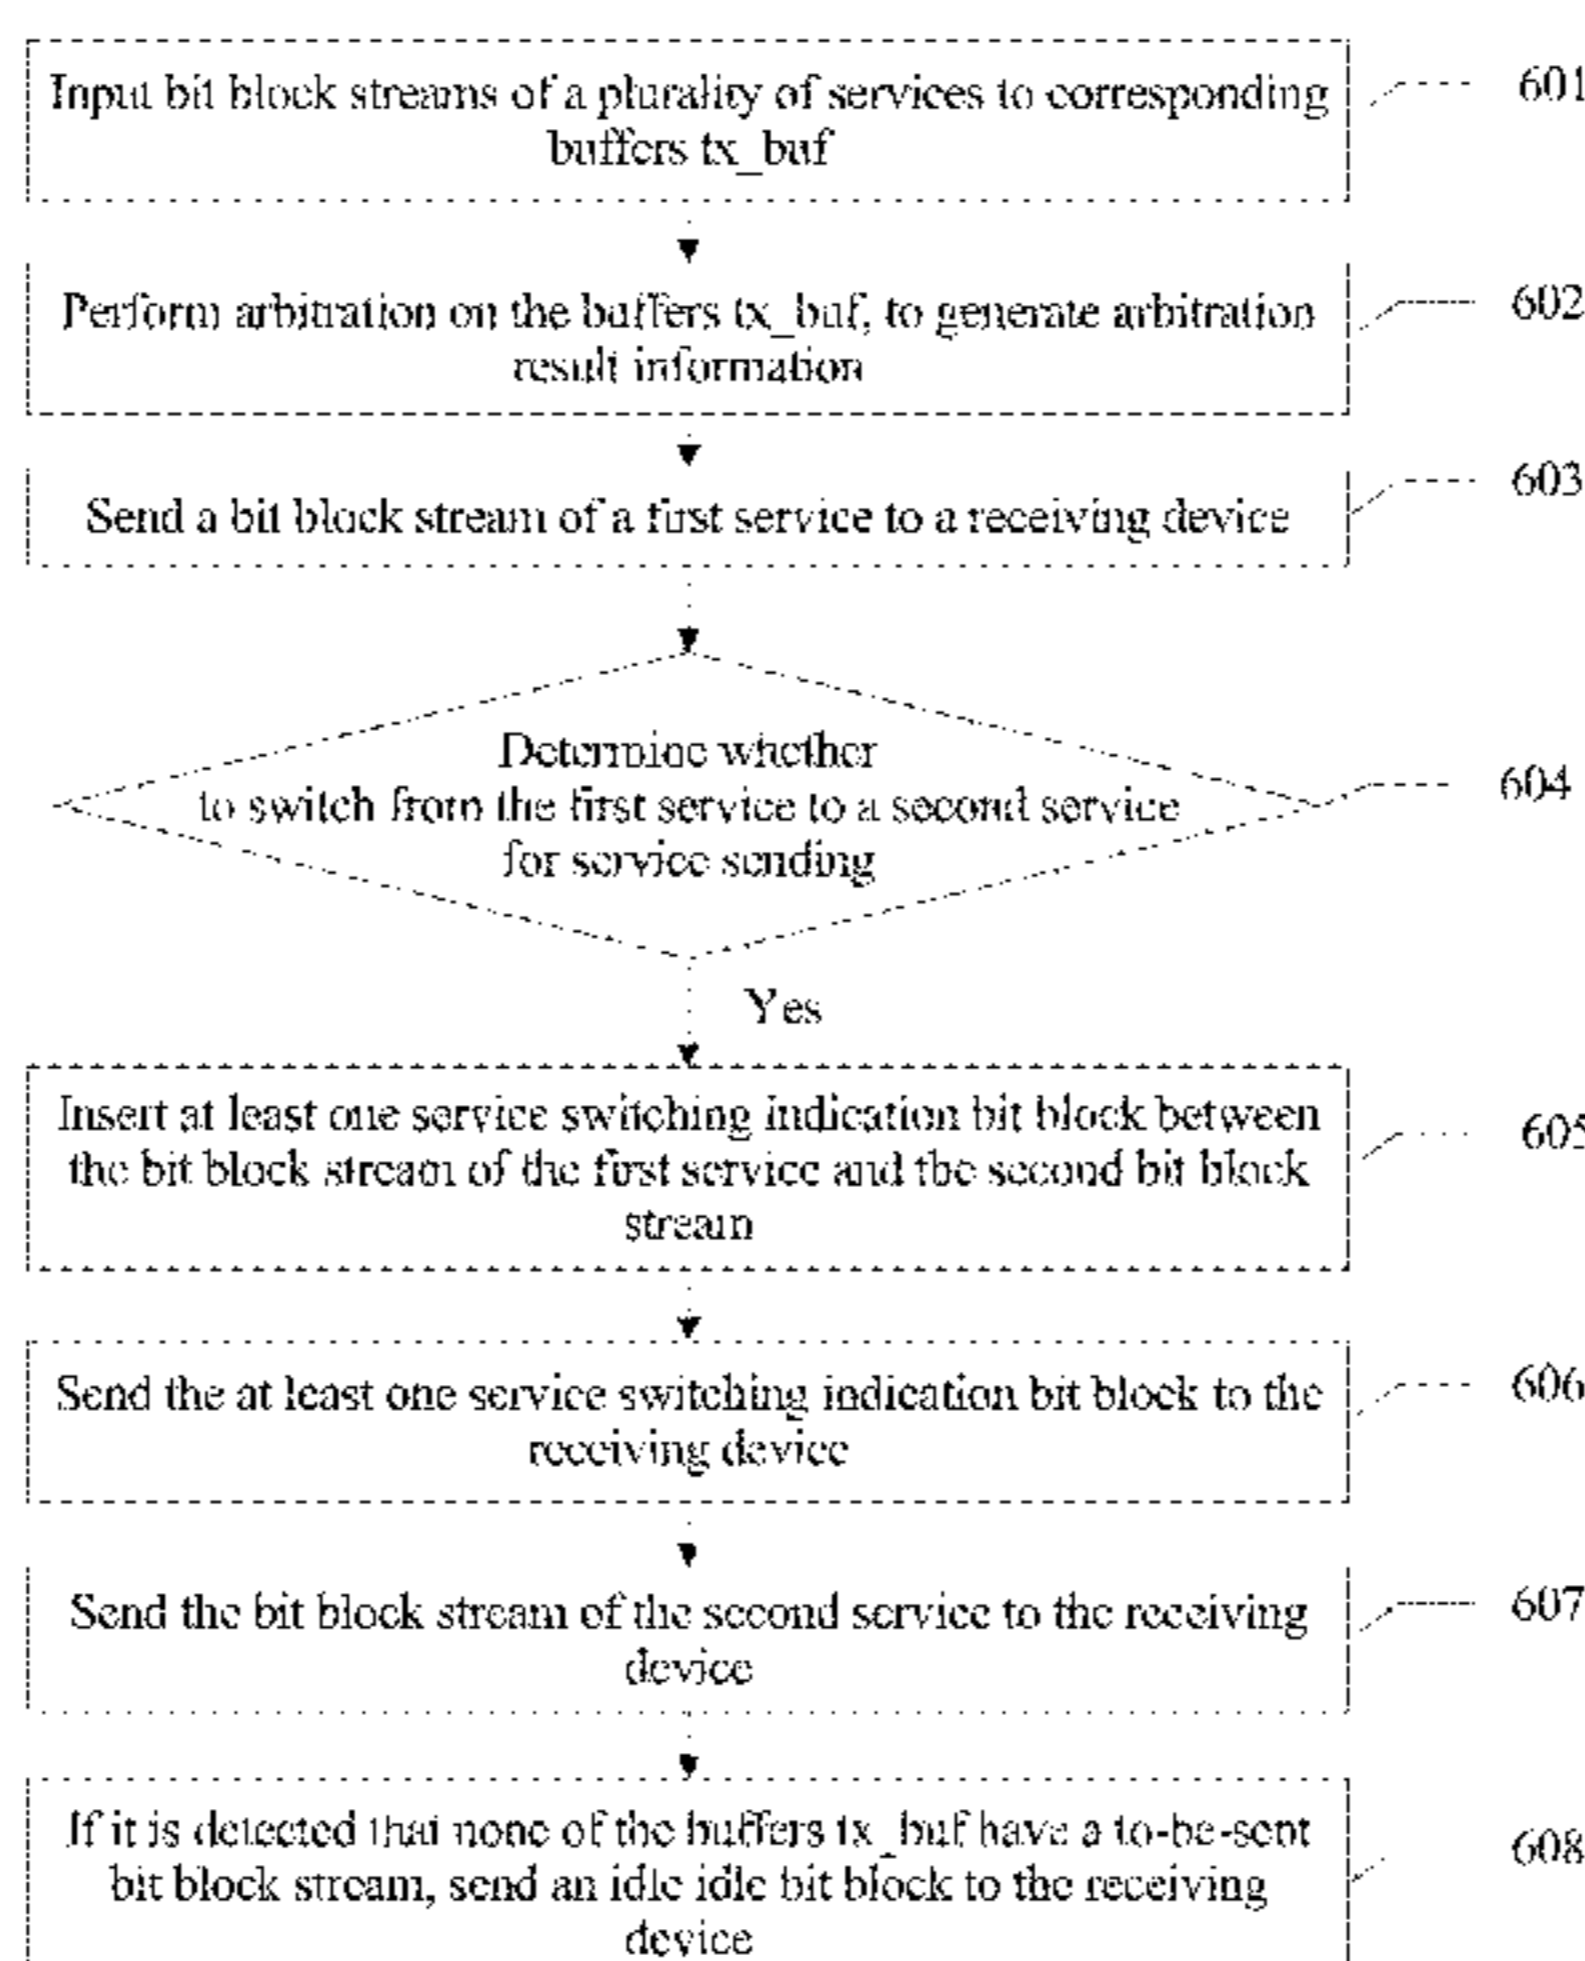 Input bit block streams of a plurality of services to corresponding
buffers tx_buf
601
Perform arbitration on the buffers tx_buf, to generate arbitration
result information
602
Send a bit block stream of a first service to a receiving device
603
Determine whether
to switch from the first service to a second service
for service sending
604
Yes
Insert at least one service switching indication bit block between
the bit block stream of the first service and the second bit block
stream
605
Send the at least one service switching indication bit block to the
receiving device
606
Send the bit block stream of the second service to the receiving
device
607
If it is detected that none of the buffers tx_buf have a to-be-sent
bit block stream, send an idle idle bit block to the receiving
device
608